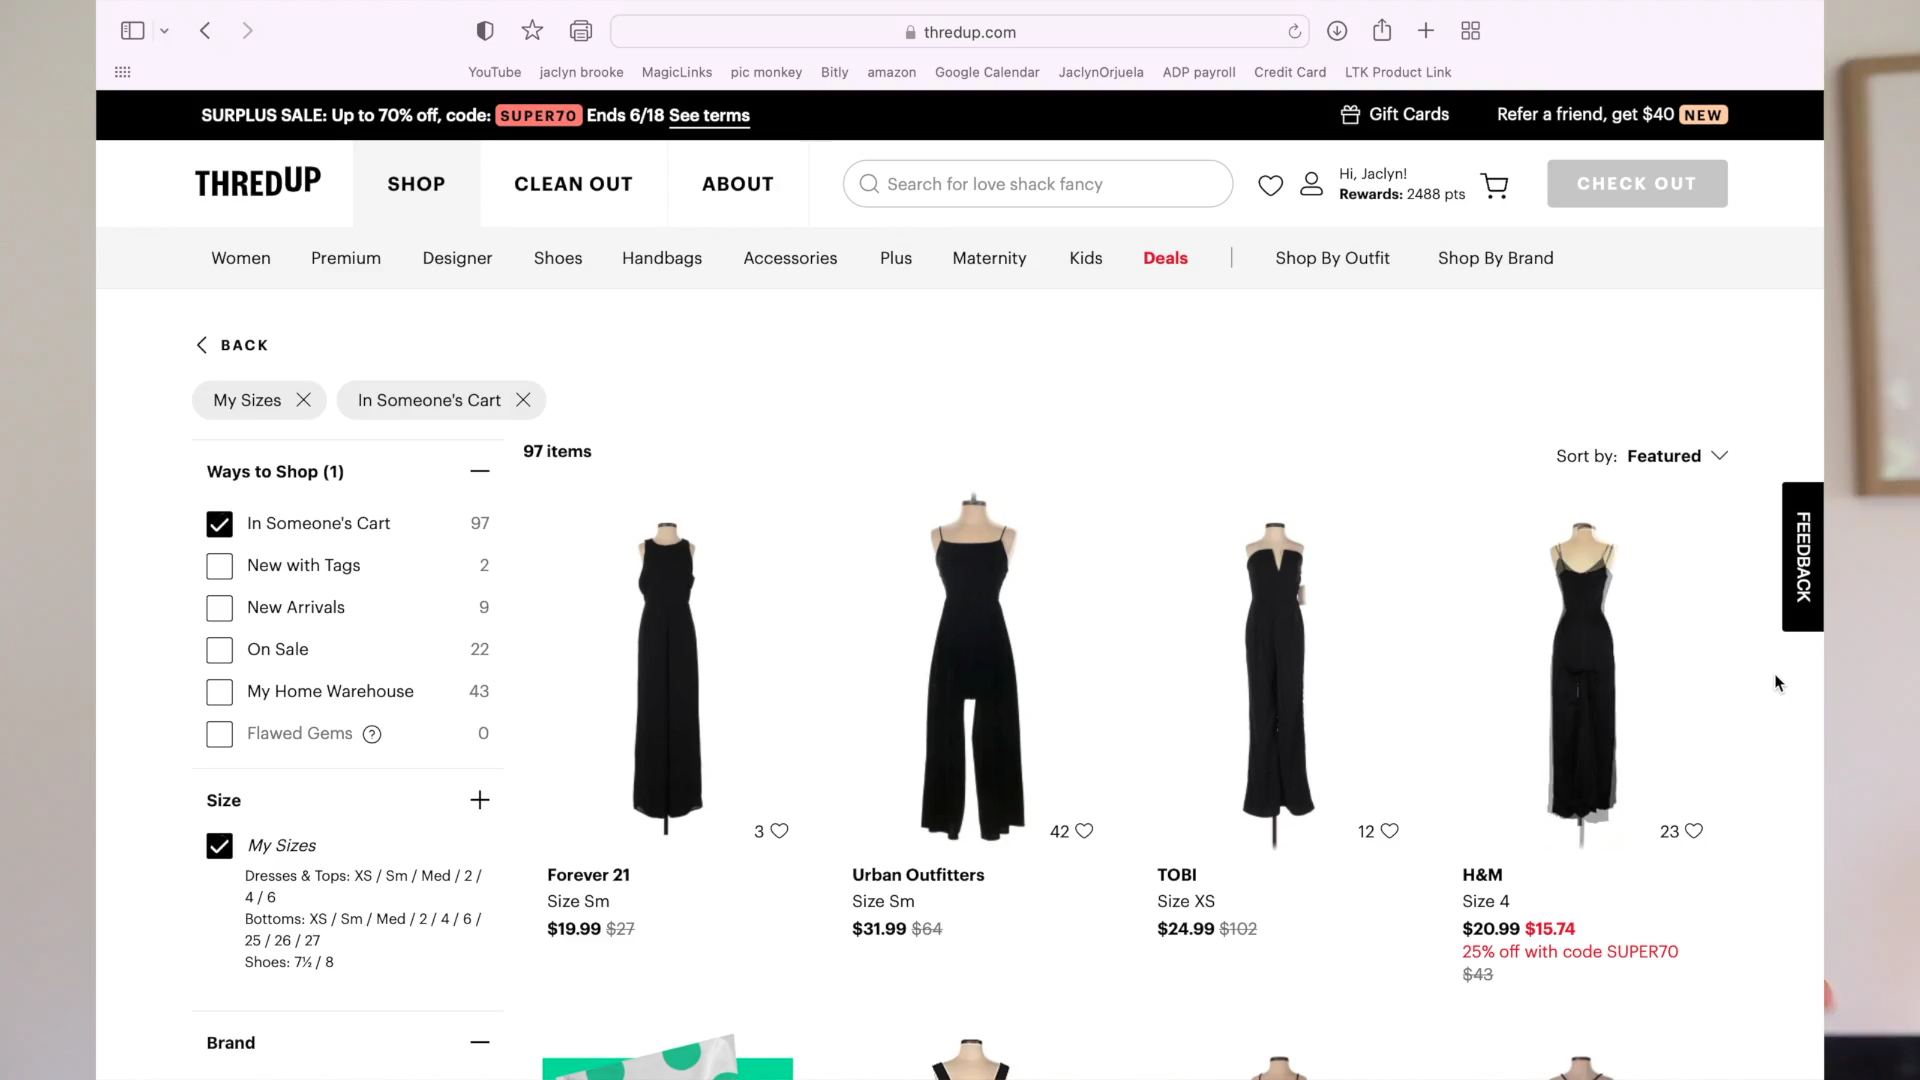 thredup.com
YouTube jaclyn brooke MagicLinks pic monkey Bitly amazon Google Calendar JaclynOrjuela ADP payroll Credit Card LTK Product Link
SURPLUS SALE: Up to 70% off, code: SUPER70 Ends 6/18 See terms Gift Cards Refer a friend, get $40 NEW
THREDUP SHOP CLEAN OUT ABOUT Search for love shack fancy Hi, Jaclyn! Rewards: 2488 pts CHECK OUT
Women Premium Designer Shoes Handbags Accessories Plus Maternity Kids Deals Shop By Outfit Shop By Brand
BACK
My Sizes In Someone's Cart
97 items
Sort by: Featured
Ways to Shop (1)
In Someone's Cart 97
New with Tags 2
New Arrivals 9
On Sale 22
My Home Warehouse 43
Flawed Gems ? 0
Size
My Sizes
Dresses & Tops: XS / Sm / Med / 2 /
4 / 6
Bottoms: XS / Sm / Med / 2 / 4 / 6 /
25 / 26 / 27
Shoes: 7½ / 8
Brand
FEEDBACK
3 42 12 23
Forever 21 Urban Outfitters TOBI H&M
Size Sm Size Sm Size XS Size 4
$19.99 $27 $31.99 $64 $24.99 $102 $20.99 $15.74
25% off with code SUPER70
$43